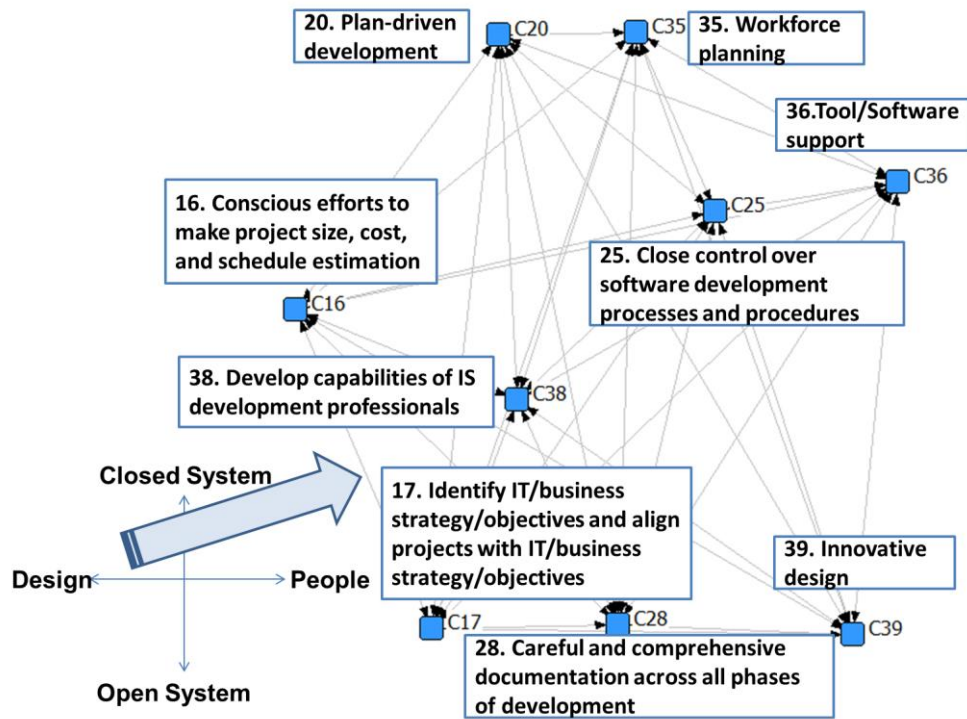 20. Plan-driven
development
C20
C35
35. Workforce
planning
36.Tool/Software
support
C36
16. Conscious efforts to
make project size, cost,
and schedule estimation
C25
25. Close control over
software development
processes and procedures
C16
38. Develop capabilities of IS
development professionals
C38
Closed System
17. Identify IT/business
strategy/objectives and align
projects with IT/business
strategy/objectives
39. Innovative
design
Design
People
C17
C28
C39
28. Careful and comprehensive
documentation across all phases
of development
Open System